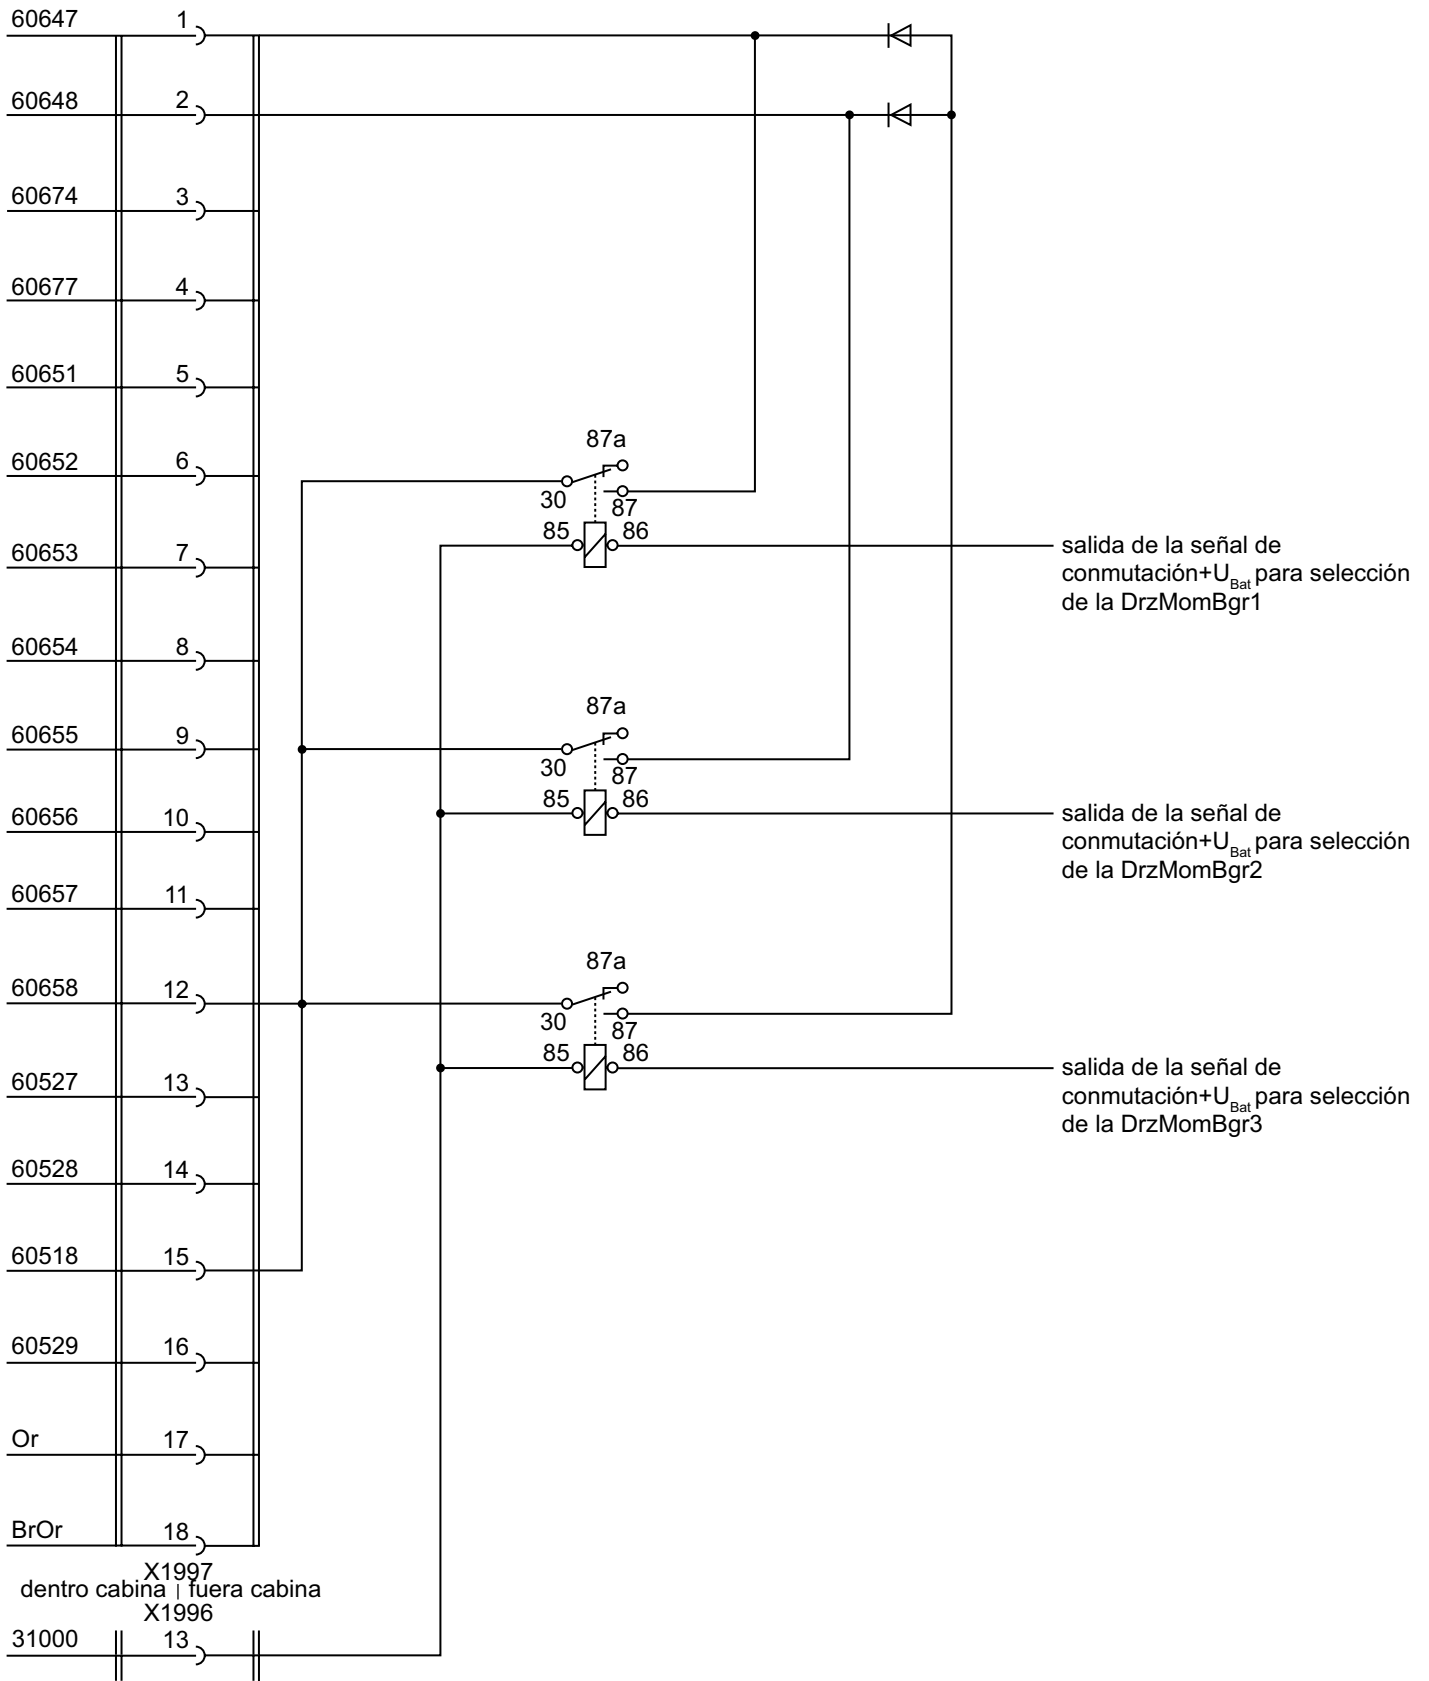 60647 1
60648 2
60674 3
60677 4
60651 5
60652 6
60653 7
60654 8
60655 9
60656 10
60657 11
60658 12
60527 13
60528 14
60518 15
60529 16
Or 17
BrOr 18
X1997
dentro cabina | fuera cabina
X1996
31000 13
87a
30 87
85 86
salida de la señal de
conmutación+U_Bat para selección
de la DrzMomBgr1
87a
30 87
85 86
salida de la señal de
conmutación+U_Bat para selección
de la DrzMomBgr2
87a
30 87
85 86
salida de la señal de
conmutación+U_Bat para selección
de la DrzMomBgr3